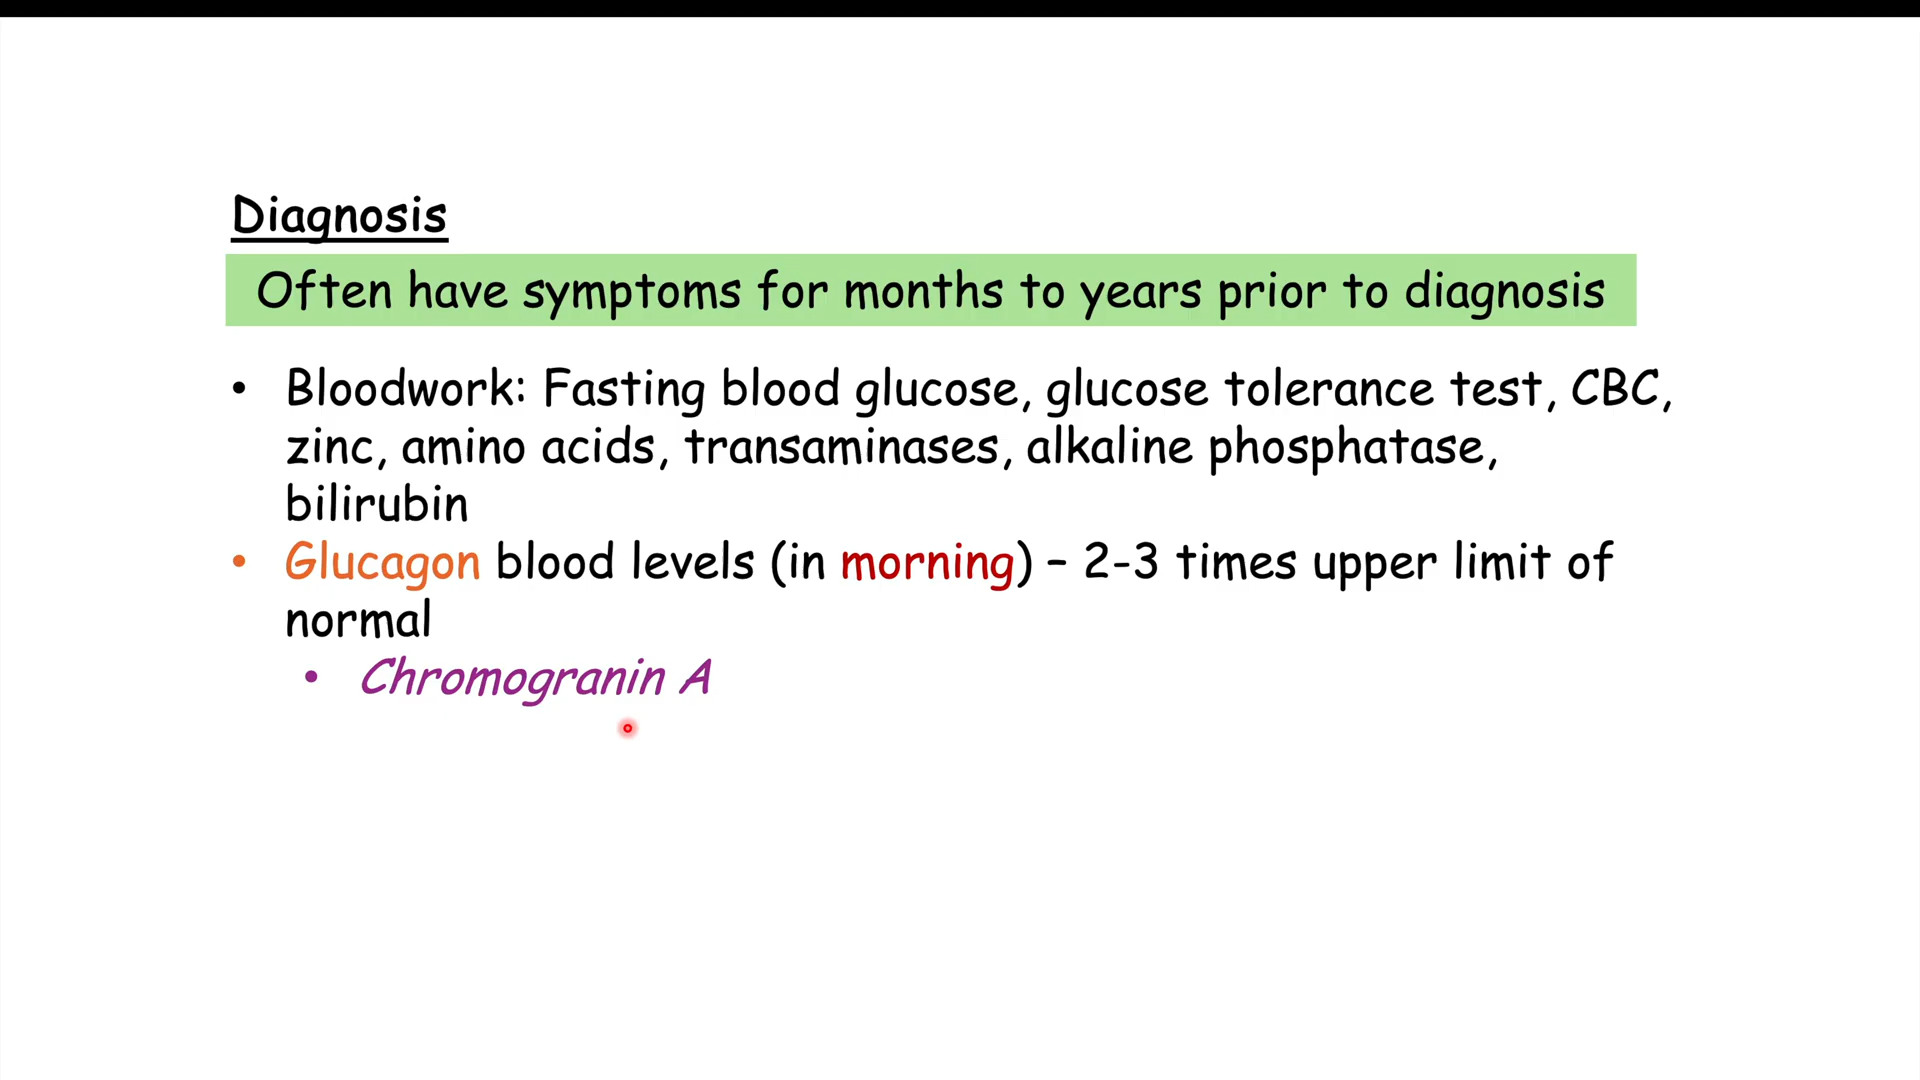 Diagnosis
Often have symptoms for months to years prior to diagnosis
• Bloodwork: Fasting blood glucose, glucose tolerance test, CBC,
zinc, amino acids, transaminases, alkaline phosphatase,
bilirubin
• Glucagon blood levels (in morning) – 2-3 times upper limit of
normal
• Chromogranin A